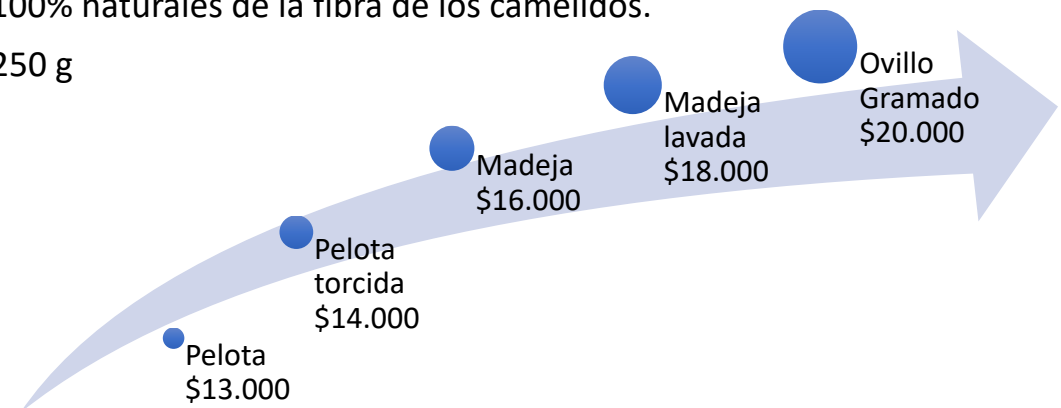 100% naturales de la fibra de los camélidos.
250 g
Pelota
$13.000
Pelota
torcida
$14.000
Madeja
$16.000
Madeja
lavada
$18.000
Ovillo
Gramado
$20.000